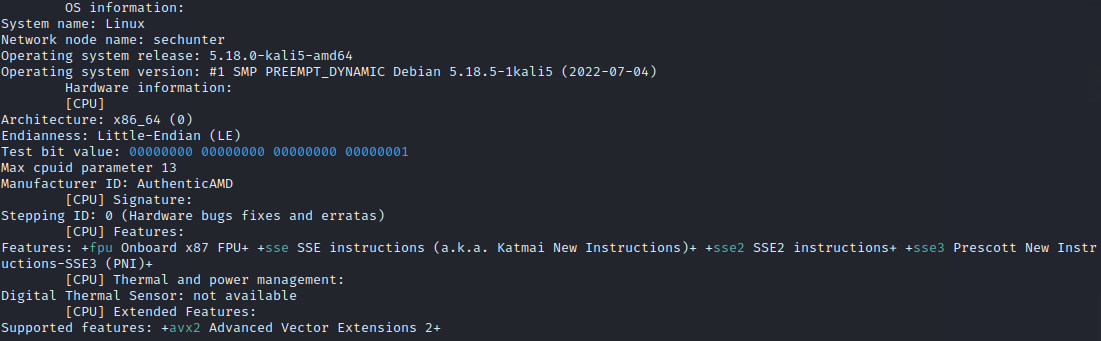 OS information:
System name: Linux
Network node name: sechunter
Operating system release: 5.18.0-kali5-amd64
Operating system version: #1 SMP PREEMPT_DYNAMIC Debian 5.18.5-1kali5 (2022-07-04)
Hardware information:
[CPU]
Architecture: x86_64 (0)
Endianness: Little-Endian (LE)
Test bit value: 00000000 00000000 00000000 00000001
Max cpuid parameter 13
Manufacturer ID: AuthenticAMD
[CPU] Signature:
Stepping ID: 0 (Hardware bugs fixes and erratas)
[CPU] Features:
Features: +fpu Onboard x87 FPU+ +sse SSE instructions (a.k.a. Katmai New Instructions)+ +sse2 SSE2 instructions+ +sse3 Prescott New Instr
uctions-SSE3 (PNI)+
[CPU] Thermal and power management:
Digital Thermal Sensor: not available
[CPU] Extended Features:
Supported features: +avx2 Advanced Vector Extensions 2+